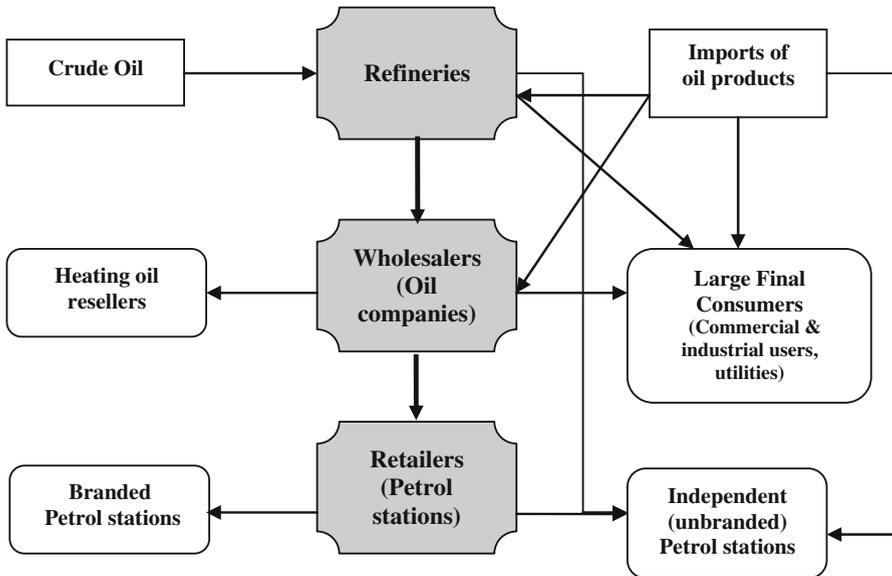 Crude Oil
Refineries
Imports of
oil products
Heating oil
resellers
Wholesalers
(Oil
companies)
Large Final
Consumers
(Commercial &
industrial users,
utilities)
Branded
Petrol stations
Retailers
(Petrol
stations)
Independent
(unbranded)
Petrol stations